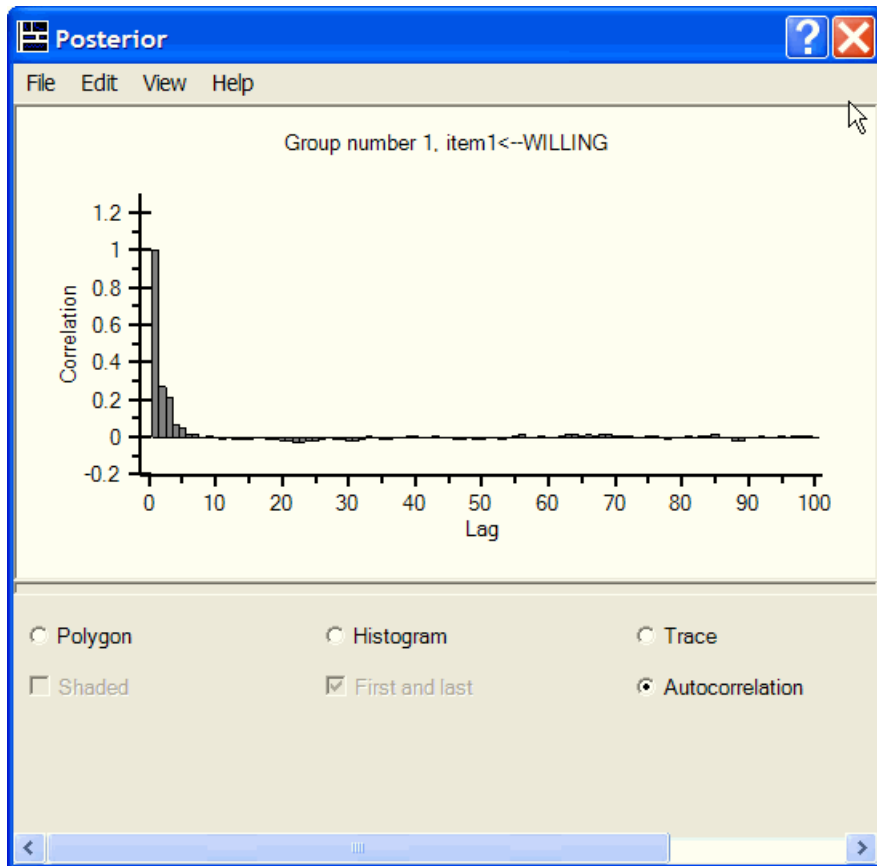 Posterior
File Edit View Help
Group number 1, item1<--WILLING
1.2
1
0.8
0.6
0.4
0.2
0
-0.2
Correlation
0 10 20 30 40 50 60 70 80 90 100
Lag
Polygon Histogram Trace
Shaded First and last Autocorrelation